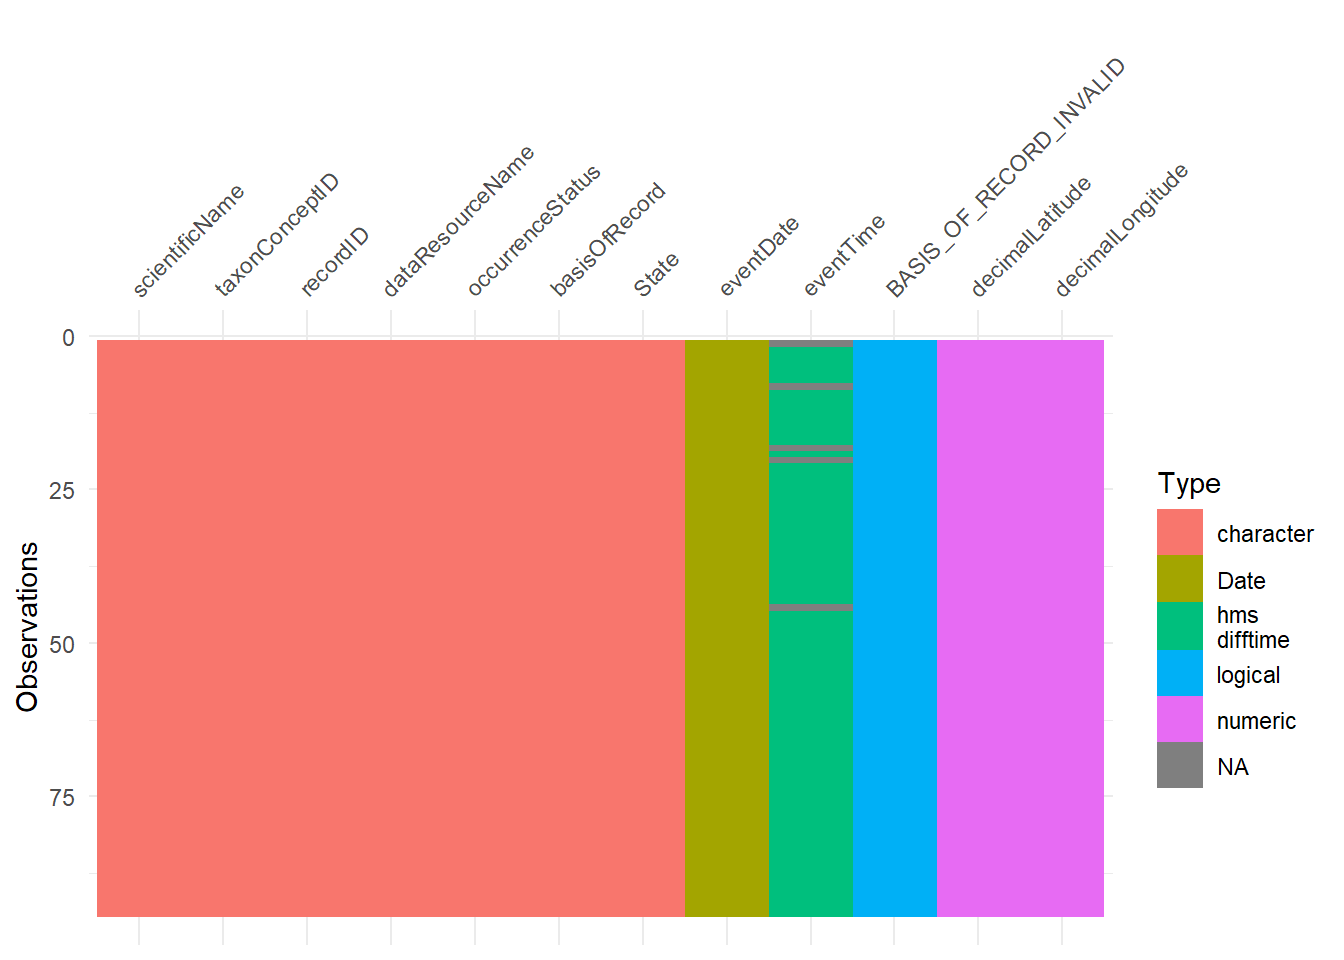 scientificName
taxonConceptID
recordID
dataResourceName
occurrenceStatus
basisOfRecord
State
eventDate
eventTime
BASIS_OF_RECORD_INVALID
decimalLatitude
decimalLongitude
0
25
50
75
Observations
Type
character
Date
hms
difftime
logical
numeric
NA